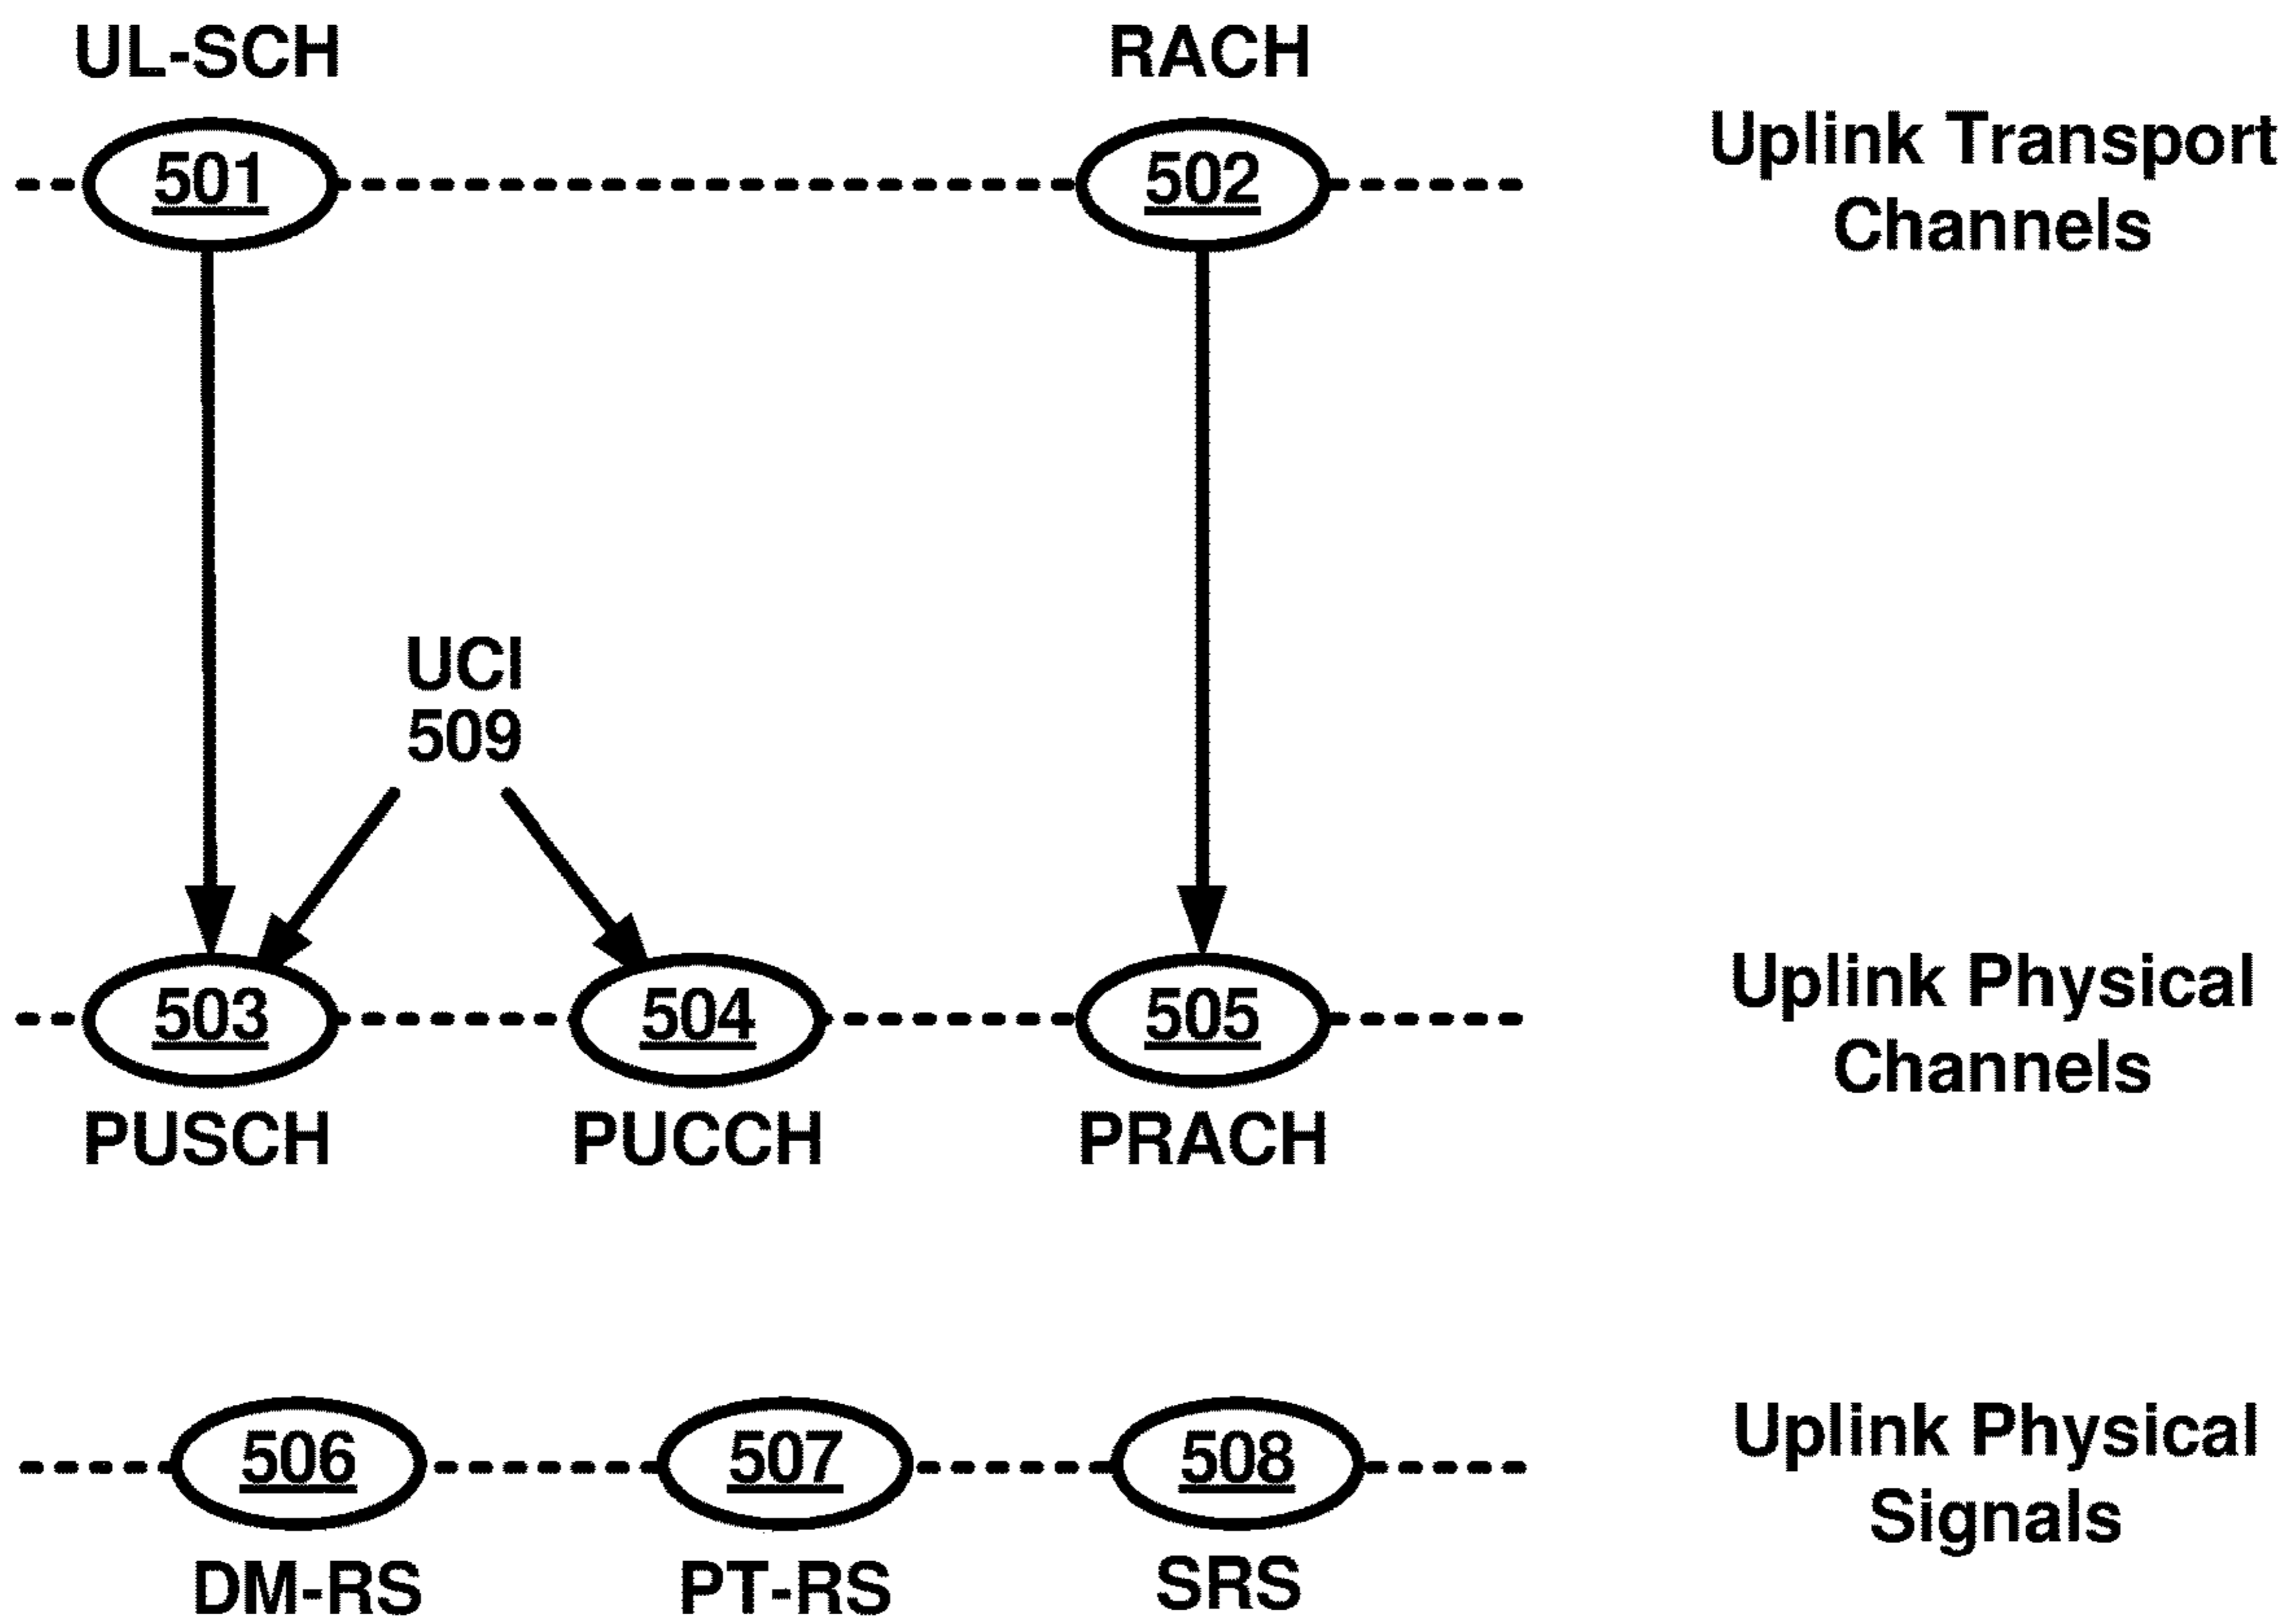 UL-SCH
RACH
501
502
Uplink Transport
Channels
UCI
509
503
504
505
Uplink Physical
Channels
PUSCH
PUCCH
PRACH
506
507
508
Uplink Physical
Signals
DM-RS
PT-RS
SRS